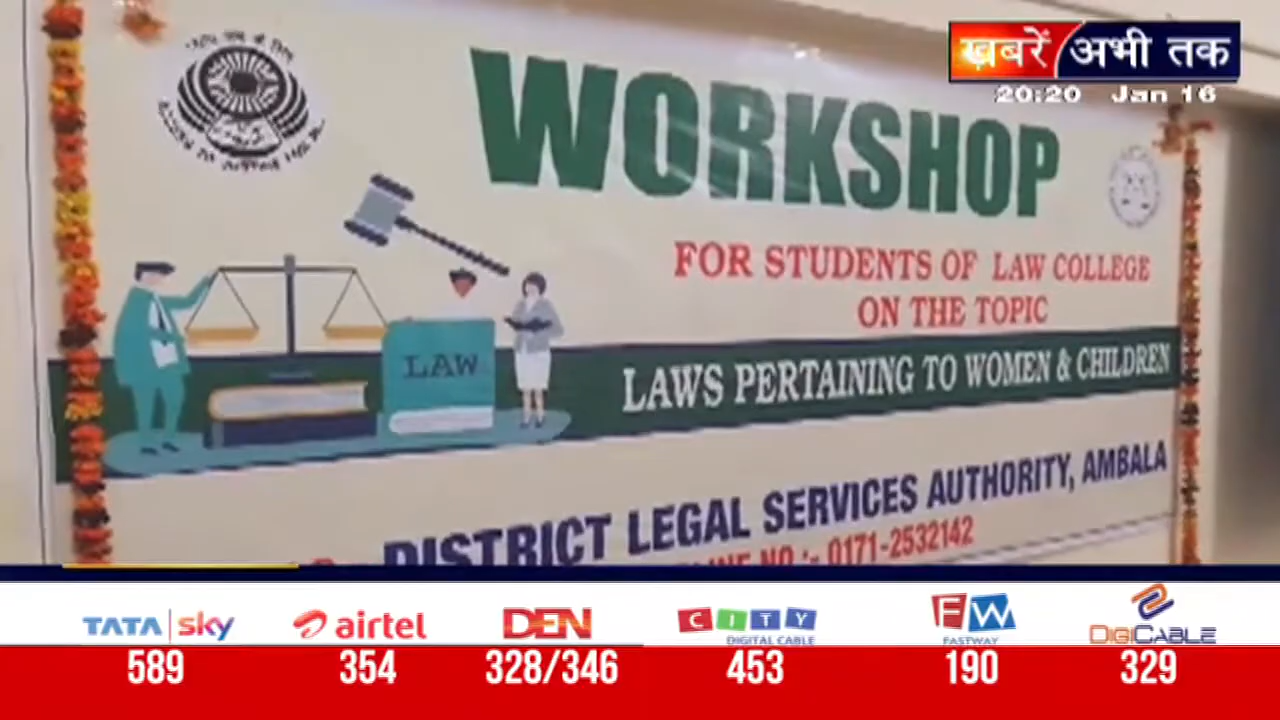 ख़बरें अभी तक
20:20 Jan 16
WORKSHOP
FOR STUDENTS OF LAW COLLEGE
ON THE TOPIC
LAWS PERTAINING TO WOMEN & CHILDREN
LAW
DISTRICT LEGAL SERVICES AUTHORITY, AMBALA
NO :- 0171-2532142
TATA sky airtel DEN CITY DIGITAL CABLE FW FASTWAY DIGICABLE
589 354 328/346 453 190 329